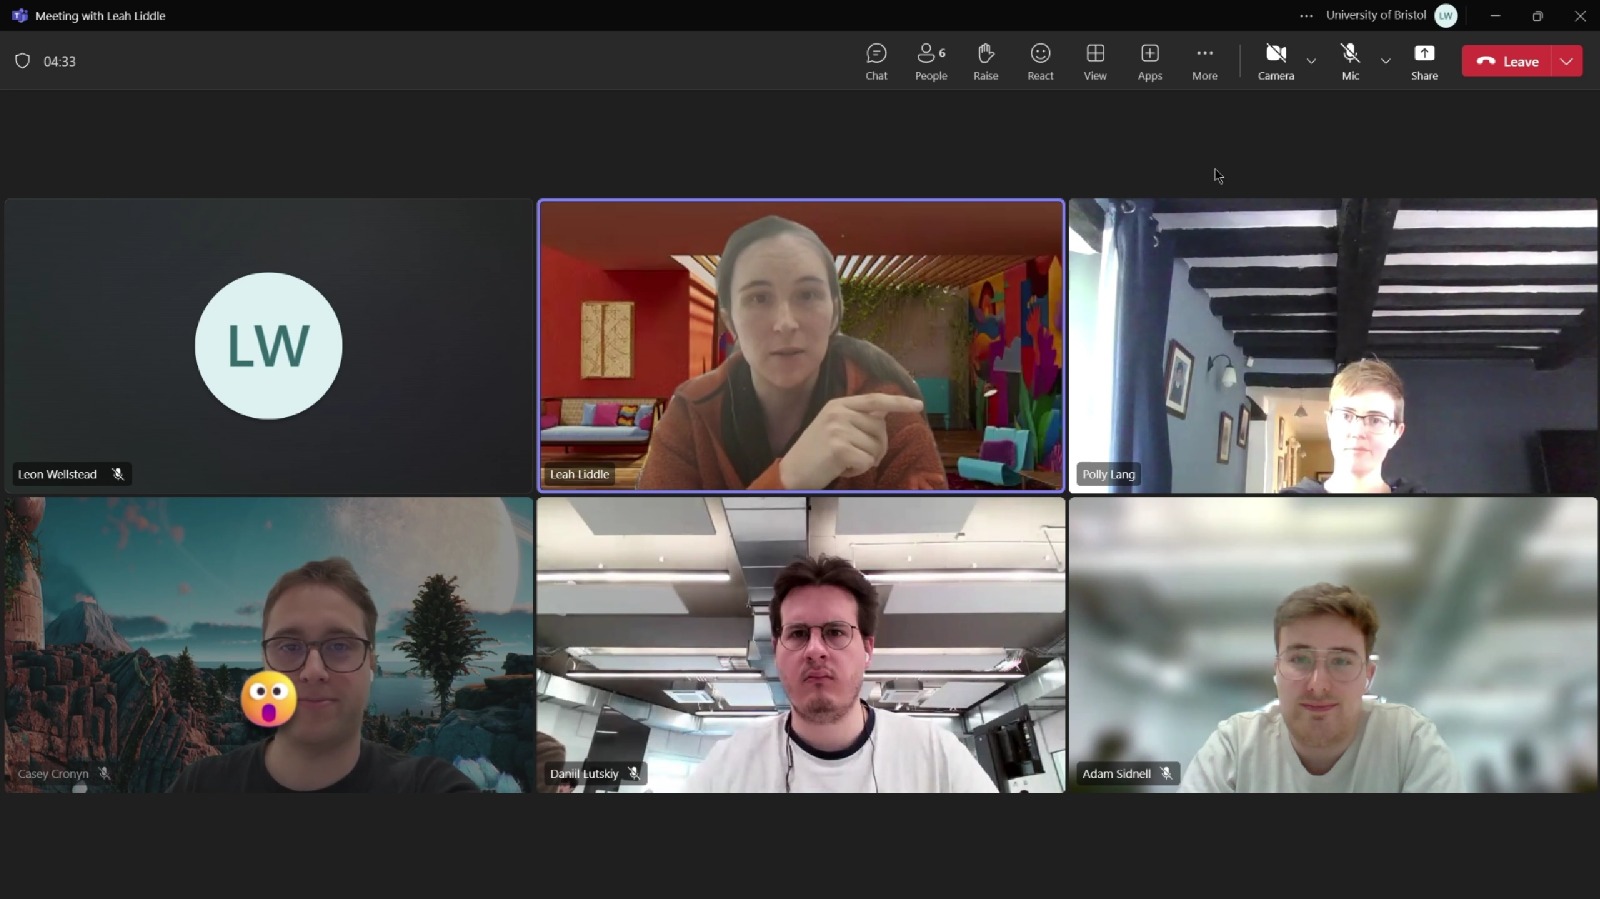 Meeting with Leah Liddle
University of Bristol
LW
04:33
Chat
People
6
Raise
React
View
Apps
More
Camera
Mic
Share
Leave
LW
Leon Wellstead
Leah Liddle
Polly Lang
Casey Cronyn
Daniil Lutskiy
Adam Sidnell